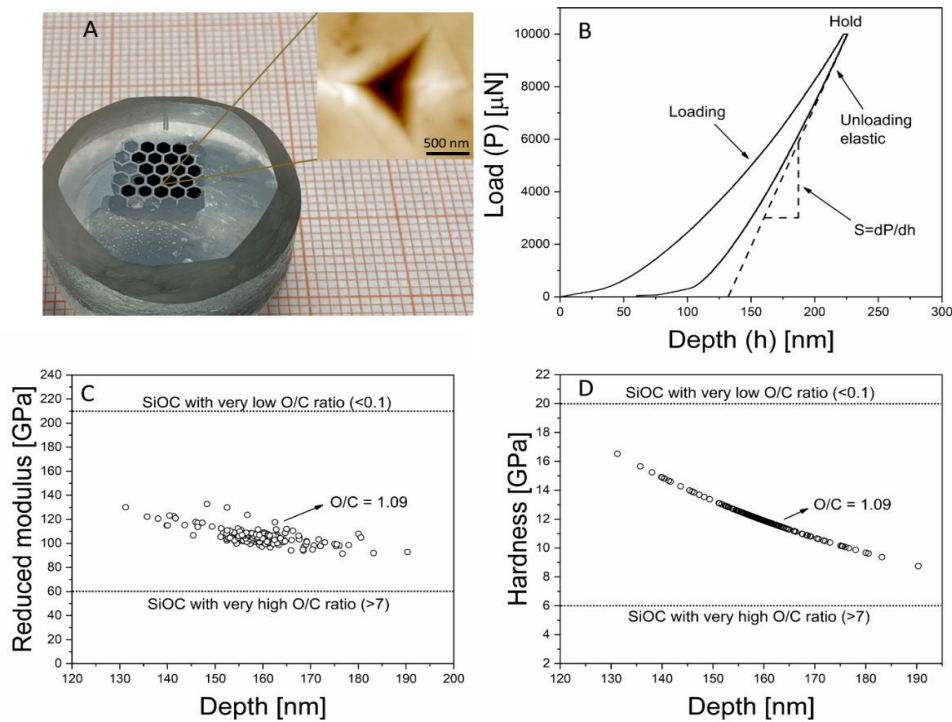 A
500 nm
B
Hold
10000
8000
6000
4000
2000
0
Load (P) [µN]
Loading
Unloading
elastic
S=dP/dh
0 50 100 150 200 250 300
Depth (h) [nm]
C
240
220
200
180
160
140
120
100
80
60
40
20
0
Reduced modulus [GPa]
SiOC with very low O/C ratio (<0.1)
O/C = 1.09
SiOC with very high O/C ratio (>7)
120 130 140 150 160 170 180 190 200
Depth [nm]
D
22
20
18
16
14
12
10
8
6
4
2
Hardness [GPa]
SiOC with very low O/C ratio (<0.1)
O/C = 1.09
SiOC with very high O/C ratio (>7)
120 130 140 150 160 170 180 190
Depth [nm]